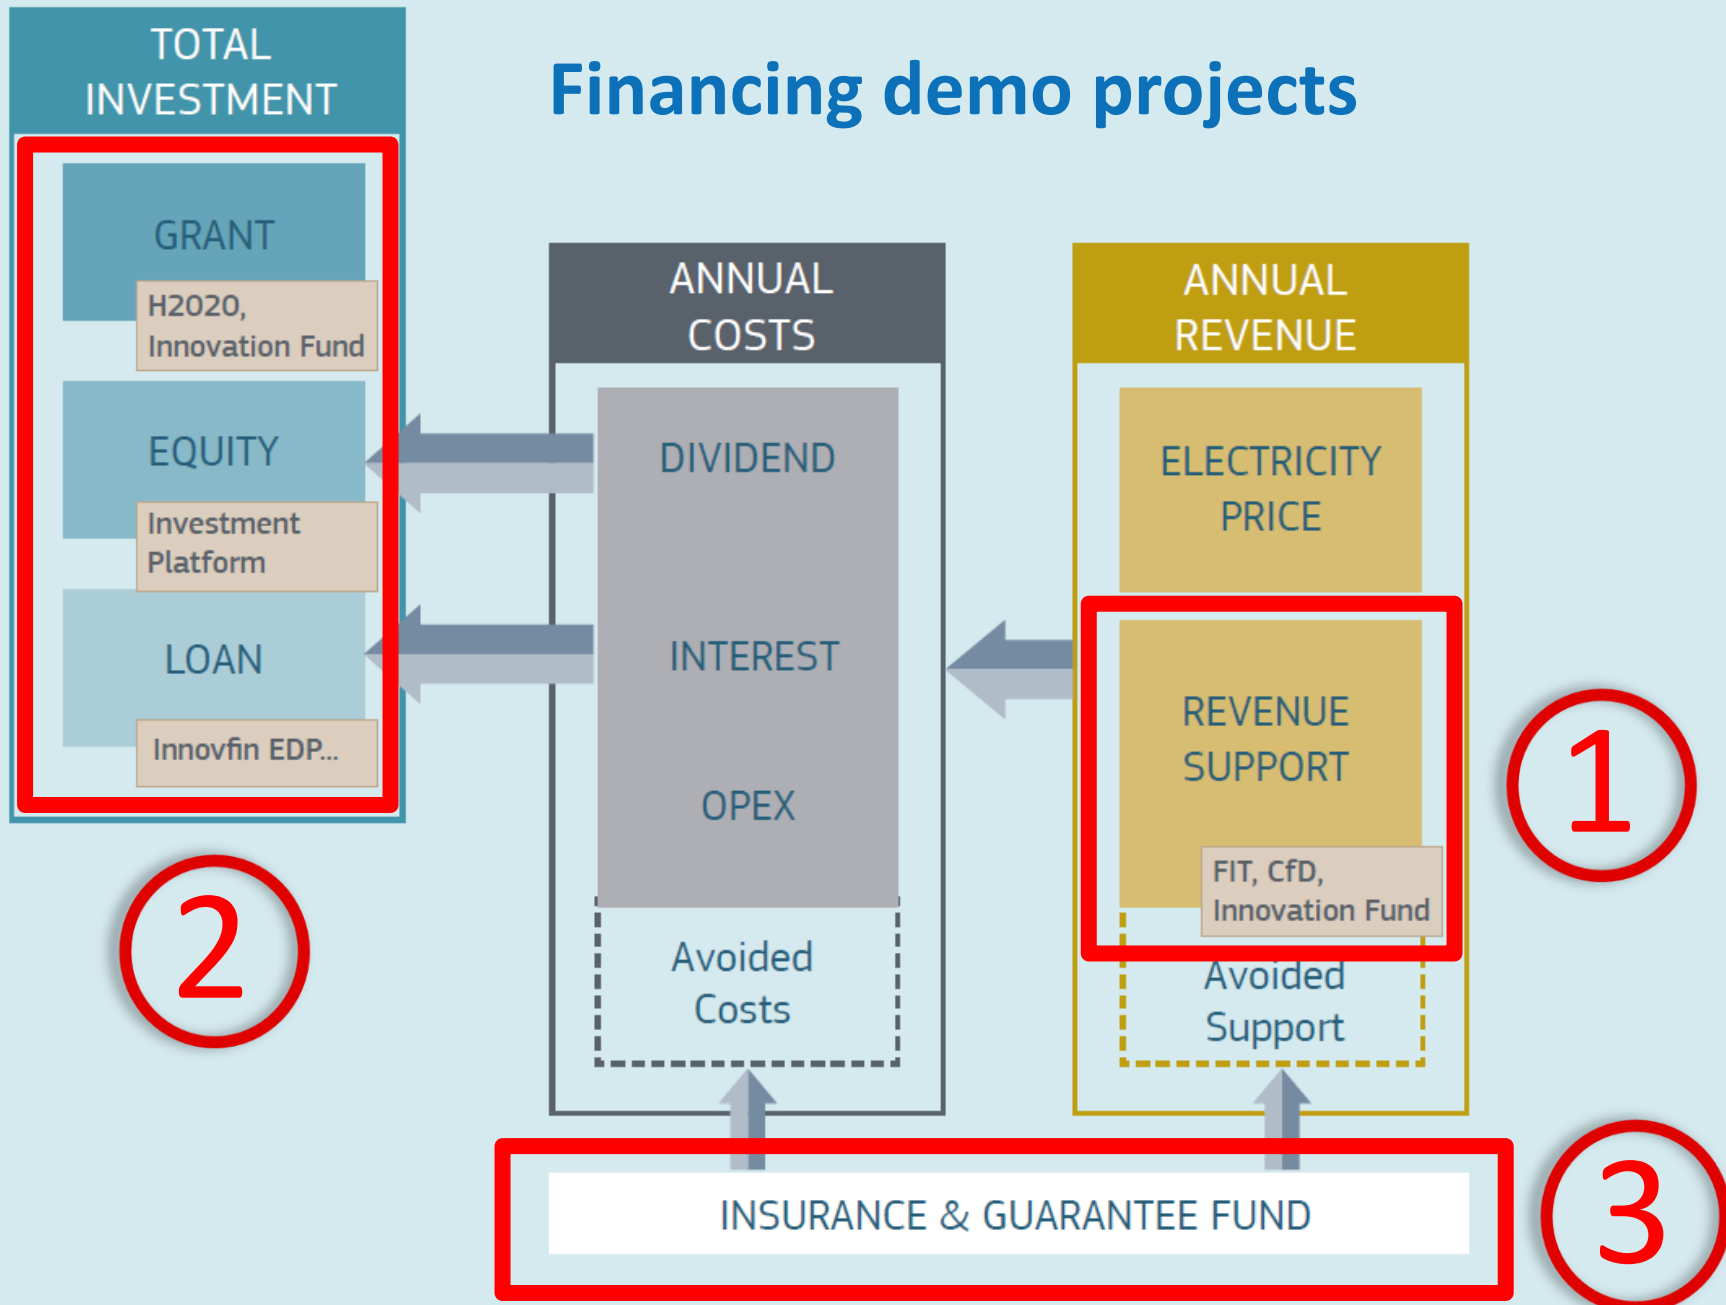 Financing demo projects
TOTAL
INVESTMENT
GRANT
H2020,
Innovation Fund
EQUITY
Investment
Platform
LOAN
Innovfin EDP...
2
ANNUAL
COSTS
DIVIDEND
INTEREST
OPEX
Avoided
Costs
ANNUAL
REVENUE
ELECTRICITY
PRICE
REVENUE
SUPPORT
FIT, CfD,
Innovation Fund
Avoided
Support
1
INSURANCE & GUARANTEE FUND
3